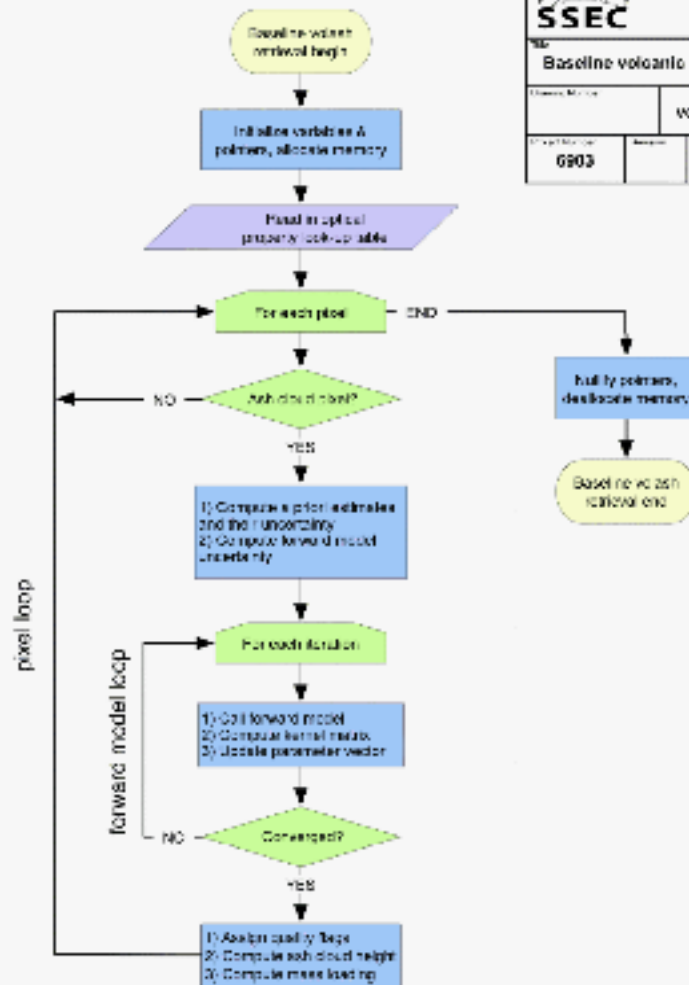 SSEC
Title
Baseline volcanic
6903
Baseline volash
retrieval begin
Initialize variables &
pointers, allocate memory
Read in optical
property look-up table
For each pixel
END
Nullify pointers,
deallocate memory
Baseline volash
retrieval end
NO
Ash cloud pixel?
YES
1) Compute a priori estimates
and their uncertainty
2) Compute forward model
uncertainty
pixel loop
For each iteration
forward model loop
1) Call forward model
2) Compute kernel matrix
3) Update parameter vector
NO
Converged?
YES
1) Assign quality flags
2) Compute ash cloud height
3) Compute mass loading